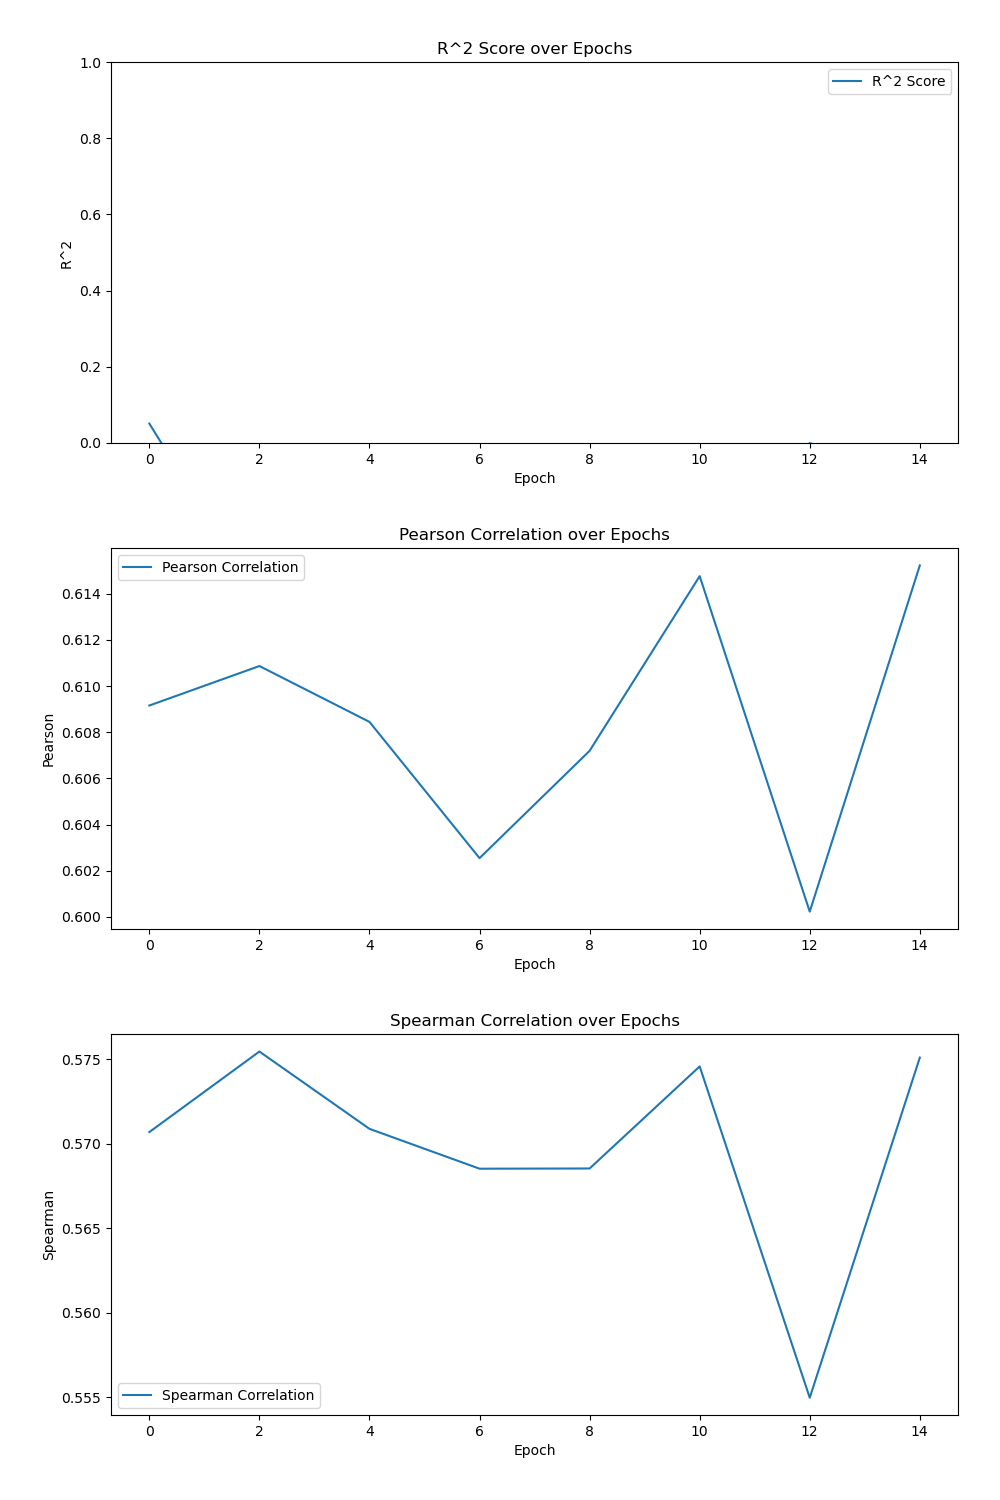 R^2 Score over Epochs
1.0
R^2 Score
0.8
0.6
R^2
0.4
0.2
0.0
0 2 4 6 8 10 12 14
Epoch
Pearson Correlation over Epochs
Pearson Correlation
0.614
0.612
0.610
0.608
Pearson
0.606
0.604
0.602
0.600
0 2 4 6 8 10 12 14
Epoch
Spearman Correlation over Epochs
0.575
0.570
0.565
Spearman
0.560
Spearman Correlation
0.555
0 2 4 6 8 10 12 14
Epoch